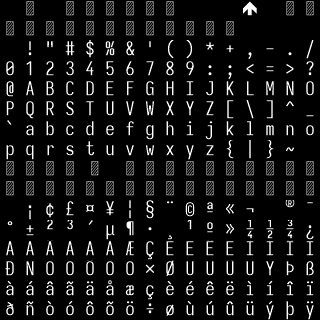 🡹
! " # $ % & ' ( ) * + , - . /
0 1 2 3 4 5 6 7 8 9 : ; < = > ?
@ A B C D E F G H I J K L M N O
P Q R S T U V W X Y Z [ \ ] ^ _
` a b c d e f g h i j k l m n o
p q r s t u v w x y z { | } ~
¡ ¢ £ ¤ ¥ ¦ § ¨ © ª « ¬ ® ¯
° ± ² ³ ´ µ ¶ · ¹ º » ¼ ½ ¾ ¿
A A A A A A Æ Ç È E E E I I I I
Ð N O O O O O × Ø U U U U Y Þ ß
à á â ã ä å æ ç è é ê ë ì í î ï
ð ñ ò ó ô õ ö ÷ ø ù ú û ü ý þ ÿ